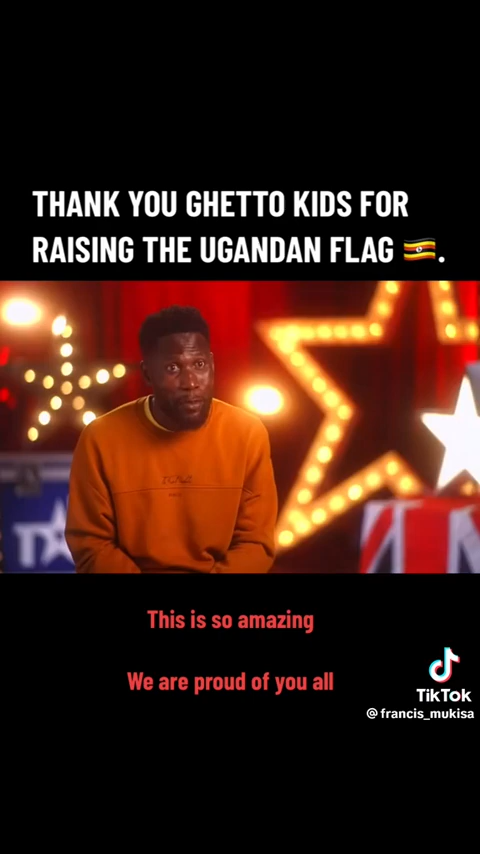 THANK YOU GHETTO KIDS FOR
RAISING THE UGANDAN FLAG 🇺🇬.
This is so amazing
We are proud of you all
TikTok
@francis_mukisa